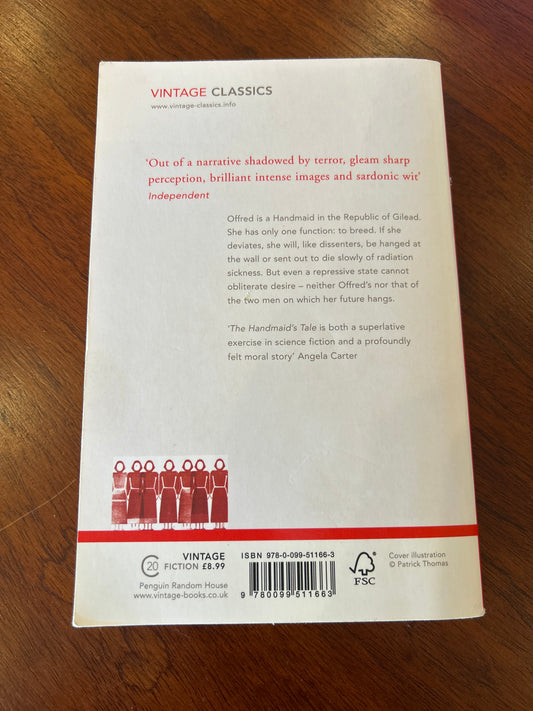 VINTAGE CLASSICS
www.vintage-classics.info
‘Out of a narrative shadowed by terror, gleam sharp
perception, brilliant intense images and sardonic wit’
Independent
Offred is a Handmaid in the Republic of Gilead.
She has only one function: to breed. If she
deviates, she will, like dissenters, be hanged at
the wall or sent out to die slowly of radiation
sickness. But even a repressive state cannot
obliterate desire – neither Offred's nor that of
the two men on which her future hangs.
‘The Handmaid's Tale is both a superlative
exercise in science fiction and a profoundly
felt moral story’ Angela Carter
C20
VINTAGE
FICTION £8.99
Penguin Random House
www.vintage-books.co.uk
ISBN 978-0-099-51166-3
9 780099 511663
FSC
Cover illustration
© Patrick Thomas